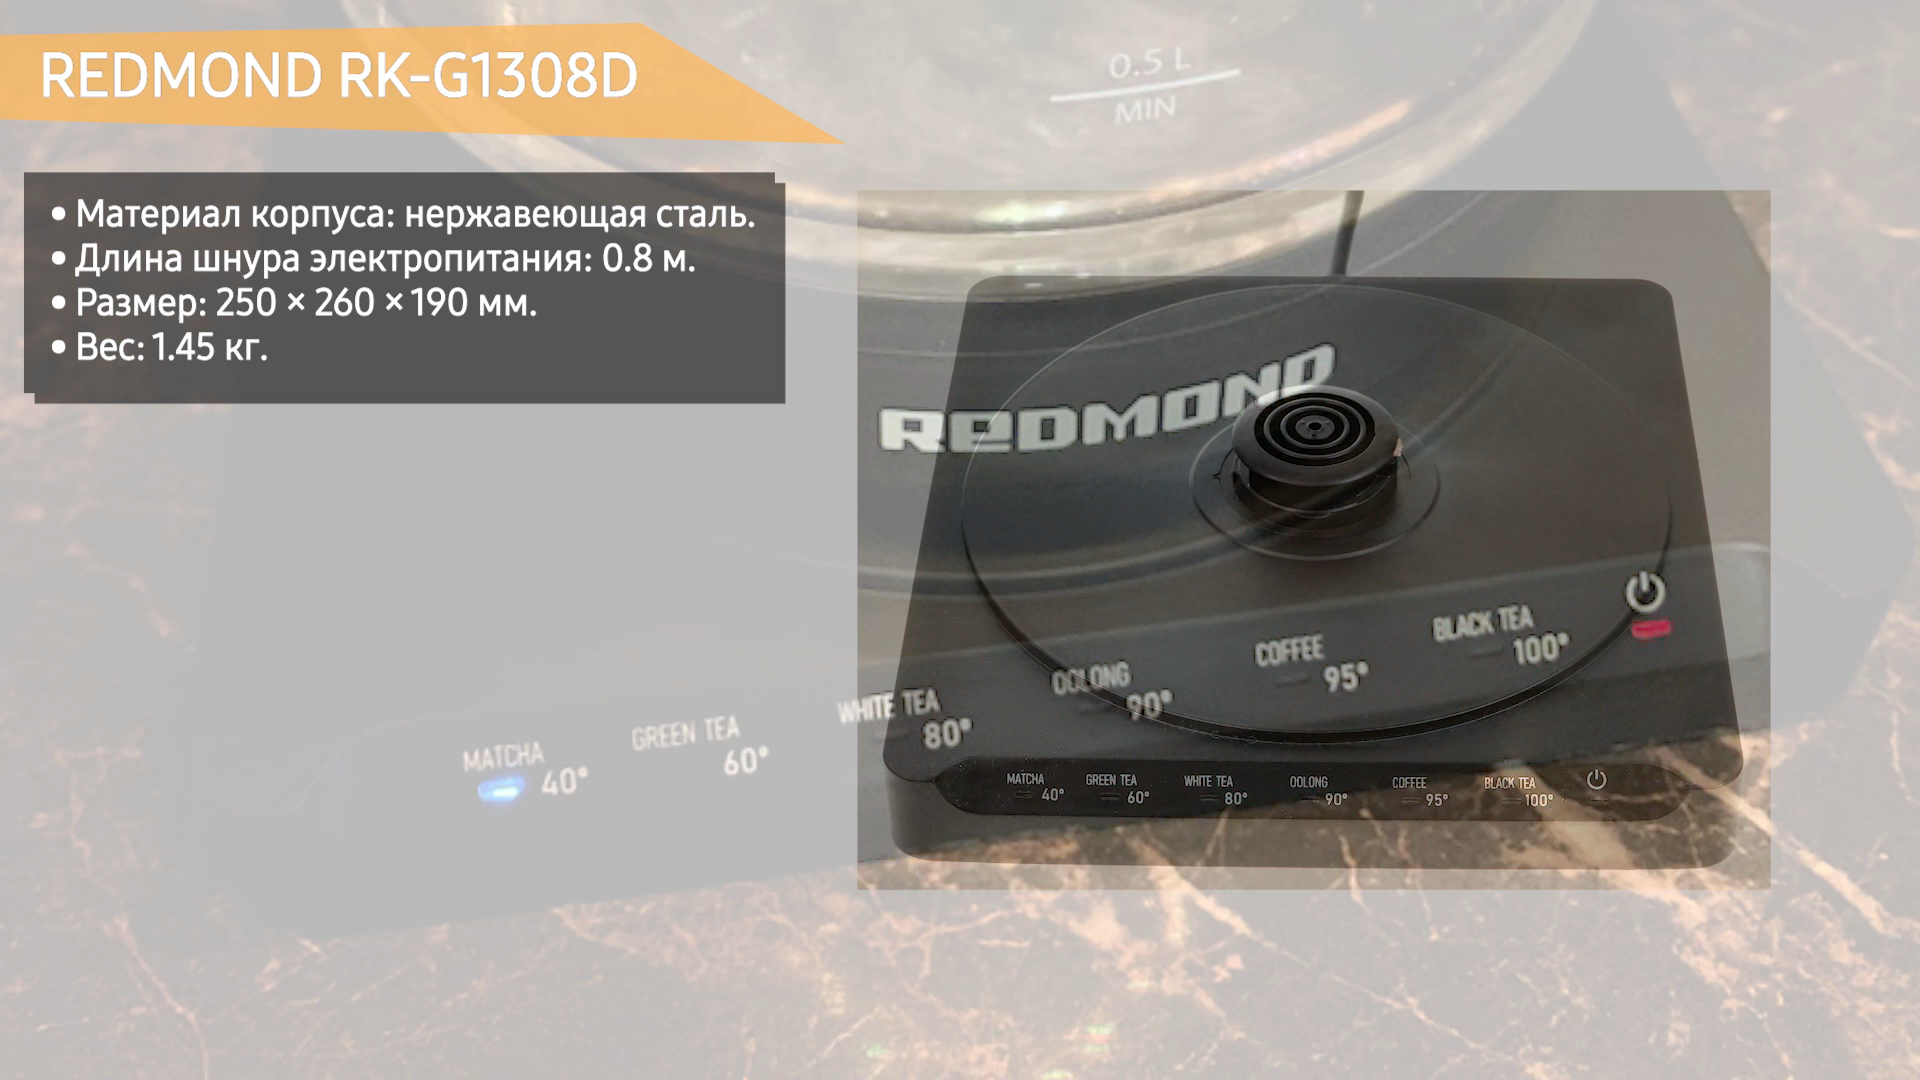 REDMOND RK-G1308D
0.5 L
MIN
• Материал корпуса: нержавеющая сталь.
• Длина шнура электропитания: 0.8 м.
• Размер: 250 × 260 × 190 мм.
• Вес: 1.45 кг.
REDMOND
MATCHA
40°
GREEN TEA
60°
WHITE TEA
80°
OOLONG
90°
COFFEE
95°
BLACK TEA
100°
MATCHA
40°
GREEN TEA
60°
WHITE TEA
80°
OOLONG
90°
COFFEE
95°
BLACK TEA
100°